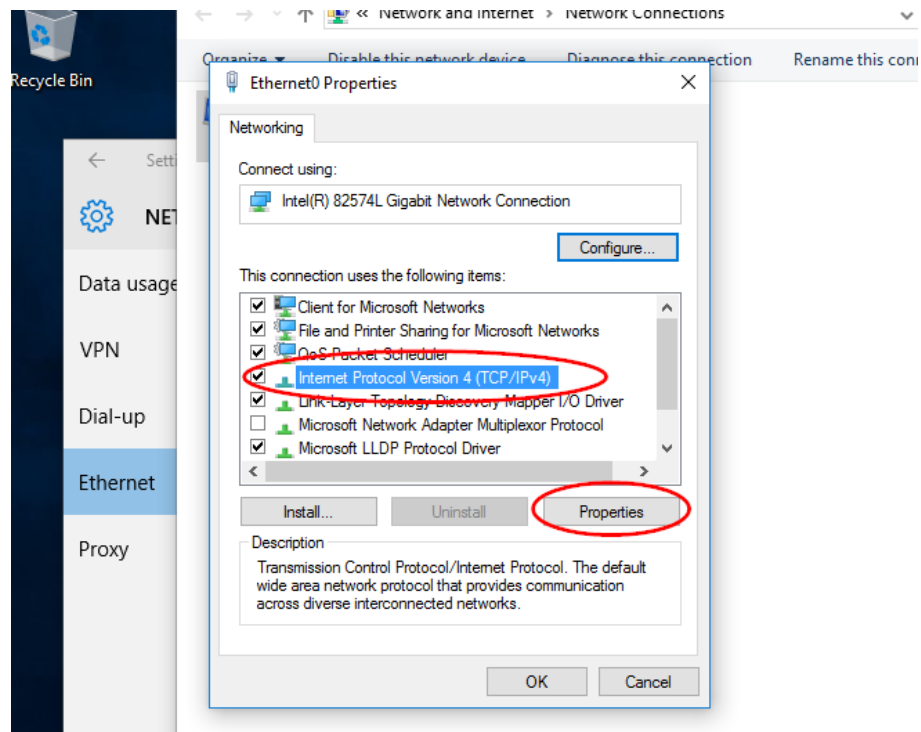 « Network and Internet > Network Connections
Organize Disable this network device Diagnose this connection Rename this conn
Recycle Bin
Ethernet0 Properties
Networking
Setti
Connect using:
Intel(R) 82574L Gigabit Network Connection
NET
Configure...
This connection uses the following items:
Data usage
Client for Microsoft Networks
File and Printer Sharing for Microsoft Networks
VPN
QoS Packet Scheduler
Internet Protocol Version 4 (TCP/IPv4)
Link-Layer Topology Discovery Mapper I/O Driver
Dial-up
Microsoft Network Adapter Multiplexor Protocol
Microsoft LLDP Protocol Driver
Ethernet
Install... Uninstall Properties
Description
Proxy
Transmission Control Protocol/Internet Protocol. The default
wide area network protocol that provides communication
across diverse interconnected networks.
OK Cancel